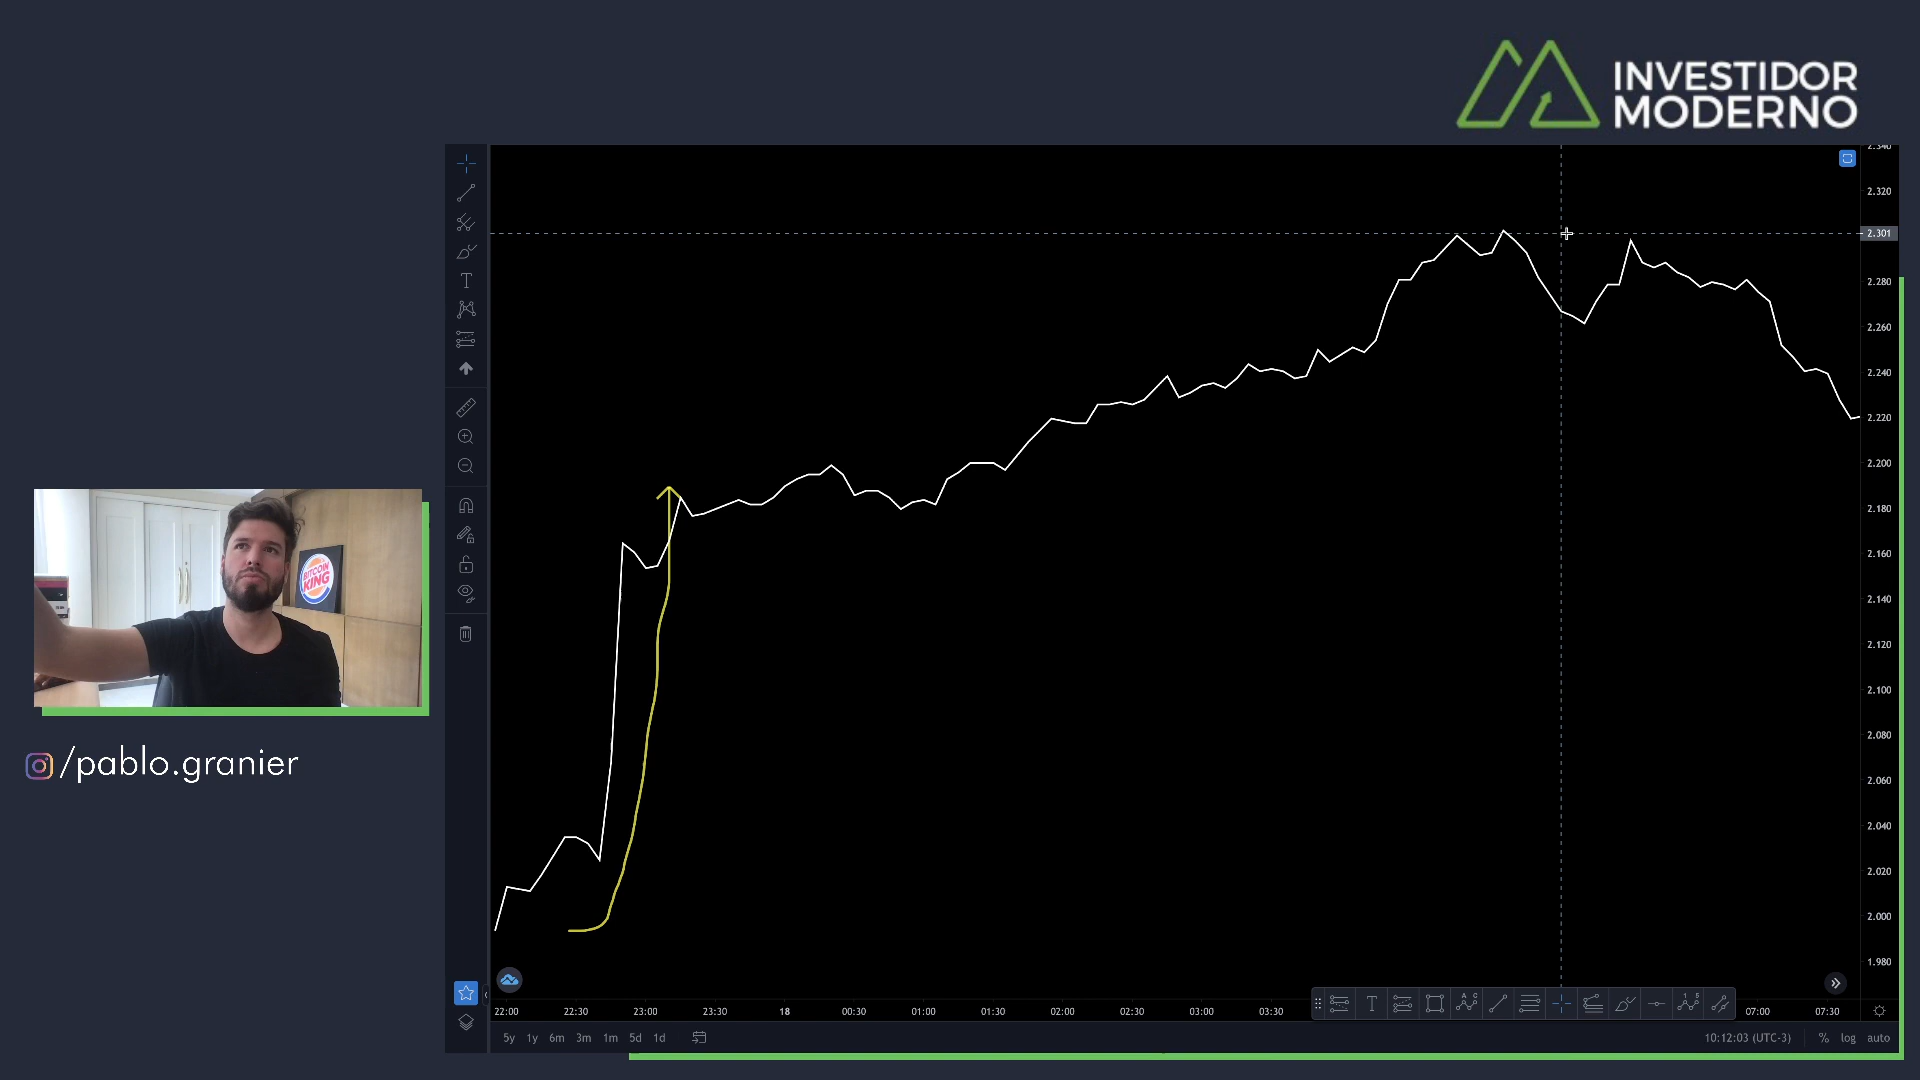 INVESTIDOR
MODERNO
2.340
2.320
2.301
2.280
2.260
2.240
2.220
2.200
2.180
2.160
2.140
2.120
2.100
2.080
2.060
2.040
2.020
2.000
1.980
BITCOIN
KING
/pablo.granier
22:00 22:30 23:00 23:30 18 00:30 01:00 01:30 02:00 02:30 03:00 03:30 07:00 07:30
5y 1y 6m 3m 1m 5d 1d 10:12:03 (UTC-3) % log auto